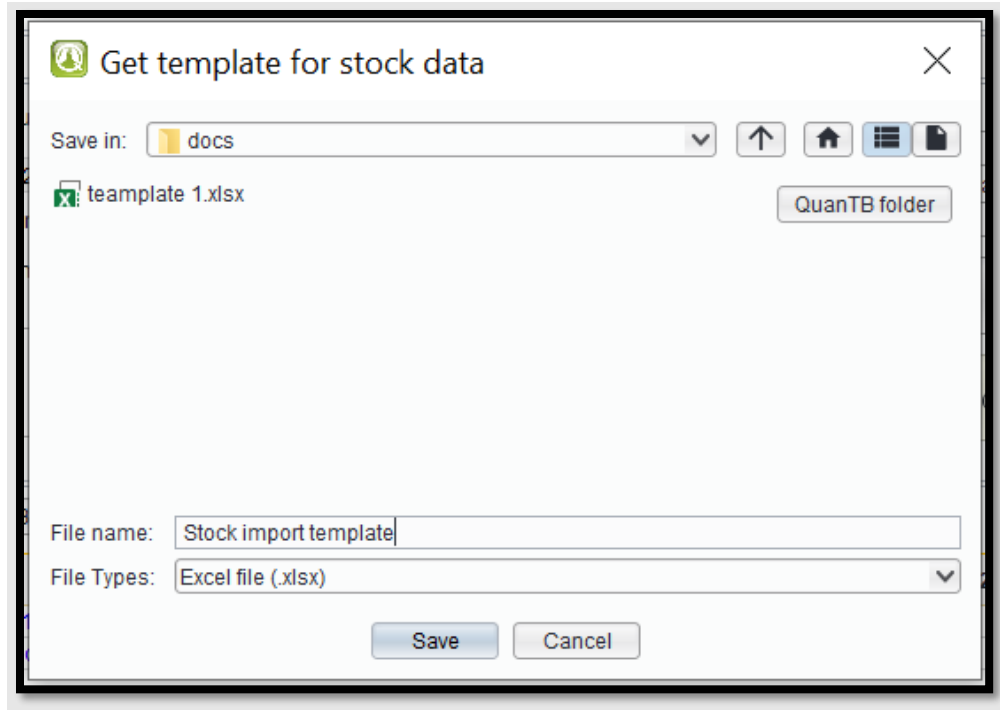 Get template for stock data
Save in: docs
teamplate 1.xlsx
QuanTB folder
File name: Stock import template
File Types: Excel file (.xlsx)
Save Cancel